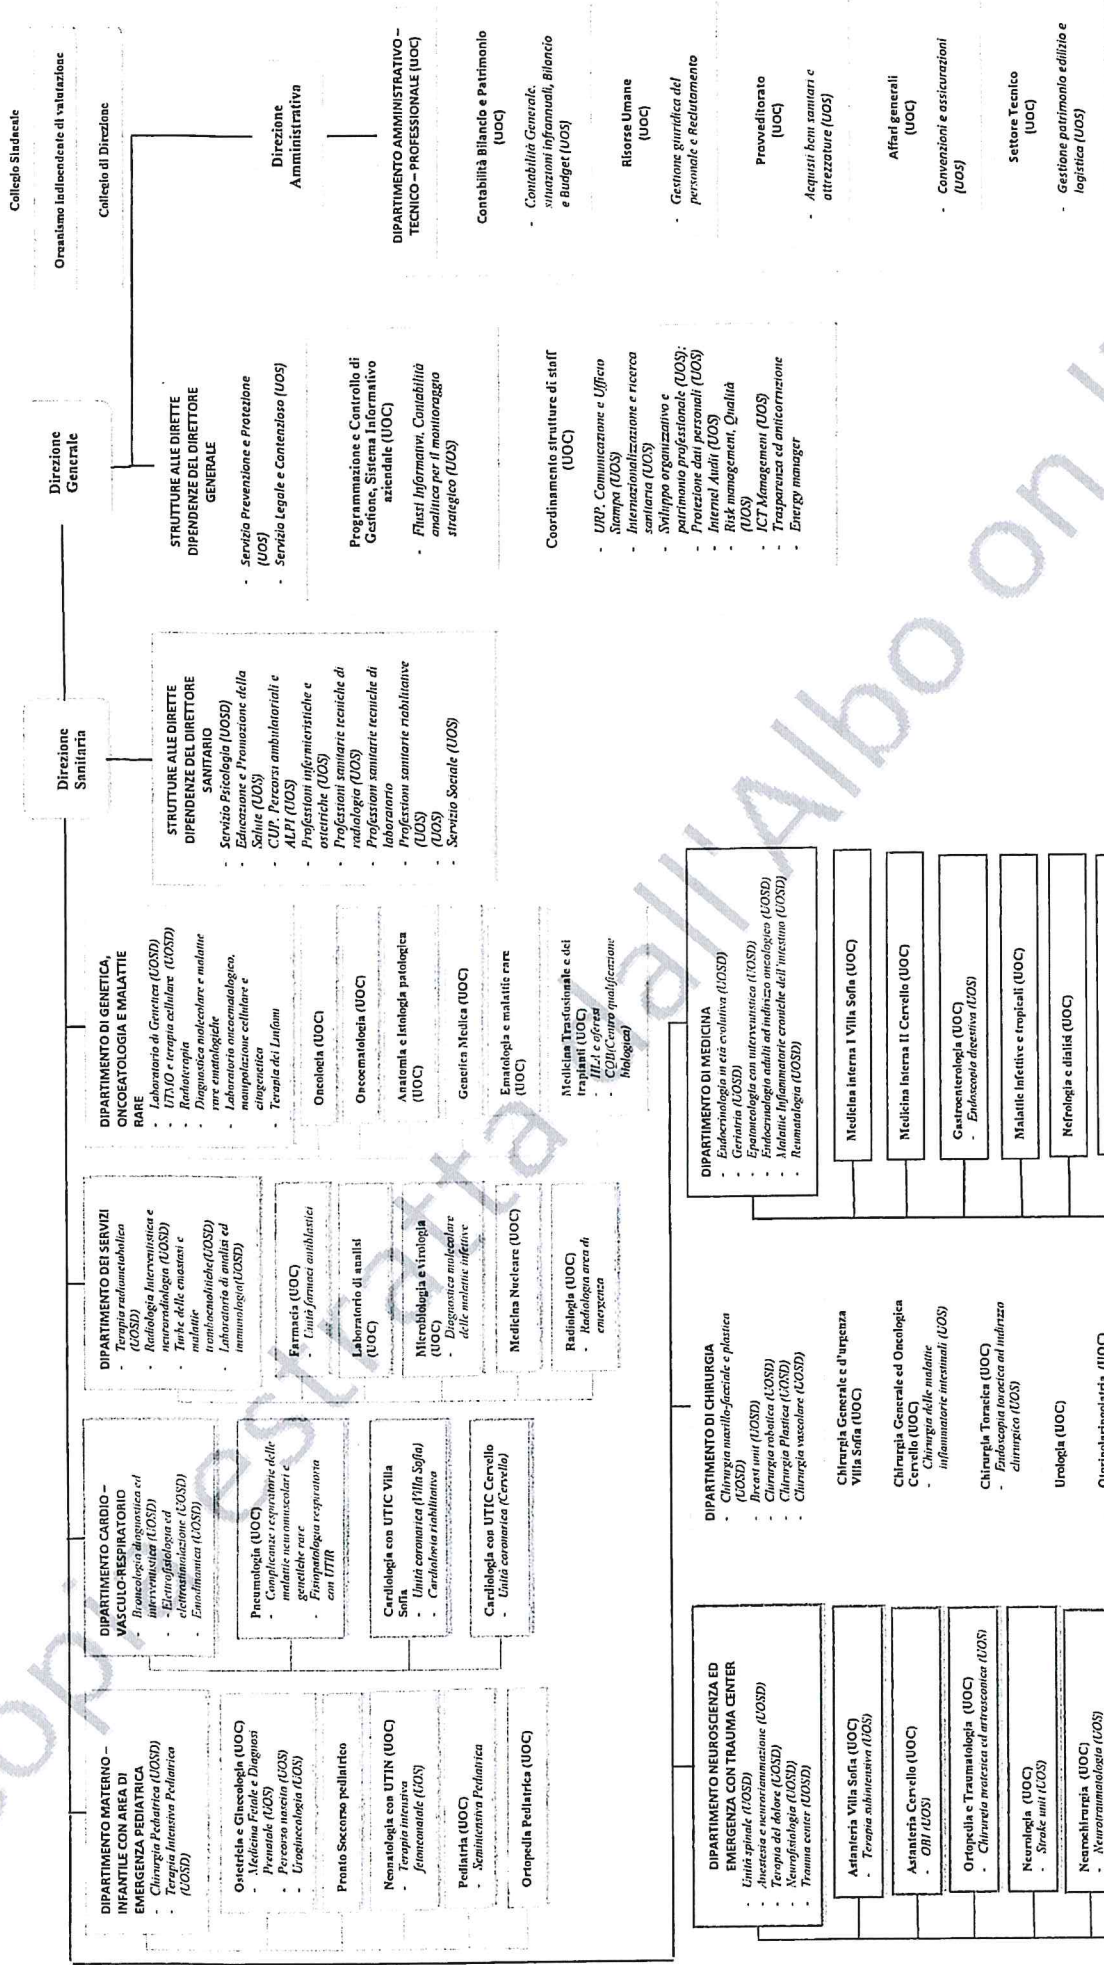 Collegio Sindacale
Organismo Indipendente di valutazione
Collegio di Direzione
Direzione
Generale
Direzione
Sanitaria
Direzione
Amministrativa
STRUTTURE ALLE DIRETTE
DIPENDENZE DEL DIRETTORE
GENERALE
- Servizio Prevenzione e Protezione
(UOS)
- Servizio Legale e Contenzioso (UOS)
Programmazione e Controllo di
Gestione, Sistema Informativo
aziendale (UOC)
- Flussi Informativi, Contabilità
analitica per il monitoraggio
strategico (UOS)
Coordinamento strutture di staff
(UOC)
- URP. Comunicazione e Ufficio
Stampa (UOS)
- Internazionalizzazione e ricerca
sanitaria (UOS)
- Sviluppo organizzativo e
patrimonio professionale (UOS);
- Protezione dati personali (UOS)
- Internel Audit (UOS)
- Risk management, Qualità
(UOS)
- ICT Management (UOS)
- Trasparenza ed anticorruzione
- Energy manager
DIPARTIMENTO AMMINISTRATIVO –
TECNICO – PROFESSIONALE (UOC)
Contabilità Bilancio e Patrimonio
(UOC)
- Contabilità Generale.
situazioni infrannuali, Bilancio
e Budget (UOS)
Risorse Umane
(UOC)
- Gestione giuridica del
personale e Reclutamento
Proveditorato
(UOC)
- Acquisti beni sanitari e
attrezzature (UOS)
Affari generali
(UOC)
- Convenzioni e assicurazioni
(UOS)
Settore Tecnico
(UOC)
- Gestione patrimonio edilizio e
logistica (UOS)
STRUTTURE ALLE DIRETTE
DIPENDENZE DEL DIRETTORE
SANITARIO
- Servizio Psicologia (UOSD)
- Educazione e Promozione della
Salute (UOS)
- CUP. Percorsi ambulatoriali e
ALPI (UOS)
- Professioni infermieristiche e
ostetriche (UOS)
- Professioni sanitarie tecniche di
radiologia (UOS)
- Professioni sanitarie tecniche di
laboratorio
- Professioni sanitarie riabilitative
(UOS)
- (UOS)
- Servizio Sociale (UOS)
DIPARTIMENTO DI GENETICA,
ONCOEATOLOGIA E MALATTIE
RARE
- Laboratorio di Genetica (UOSD)
- UTMO e terapia cellulare (UOSD)
- Radioterapia
- Diagnostica molecolare e malattie
rare ematologiche
- Laboratorio oncoematologico,
manipolazione cellulare e
citogenetica
- Terapia dei Linfomi
Oncologia (UOC)
Oncoematologia (UOC)
Anatomia e Istologia patologica
(UOC)
Genetica Medica (UOC)
Ematologia e malattie rare
(UOC)
Medicina Trasfusionale e dei
trapianti (UOC)
- CQB(Centro qualificazione
biologica)
DIPARTIMENTO DEI SERVIZI
- Terapia radiometabolica
(UOSD)
- Radiologia Interventistica e
neuroradiologia (UOSD)
- Turbe delle emostasi e
malattie
tromboemolitiche(UOSD)
- Laboratorio di analisi ed
immunologia(UOSD)
Farmacia (UOC)
- Unità farmaci antiblastici
Laboratorio di analisi
(UOC)
Microbiologia e virologia
(UOC)
- Diagnostica molecolare
delle malattie infettive
Medicina Nucleare (UOC)
Radiologia (UOC)
- Radiologia area di
emergenza
DIPARTIMENTO CARDIO –
VASCULO-RESPIRATORIO
- Broncologia diagnostica ed
interventistica (UOSD)
- -Elettrofisiologia ed
elettrostimolazione (UOSD)
- Emodinamica (UOSD)
Pneumologia (UOC)
- Complicanze respiratorie delle
malattie neuromuscolari e
genetiche rare
- Fisiopatologia respiratoria
con UTIR
Cardiologia con UTIC Villa
Sofia
- Unità coronarica (Villa Sofia)
- Cardiologia riabilitativa
Cardiologia con UTIC Cervello
- Unità coronarica (Cervello)
DIPARTIMENTO MATERNO –
INFANTILE CON AREA DI
EMERGENZA PEDIATRICA
- Chirurgia Pediatrica (UOSD)
- Terapia Intensiva Pediatrica
(UOSD)
Ostetricia e Ginecologia (UOC)
- Medicina Fetale e Diagnosi
Prenatale (UOS)
- Percorso nascita (UOS)
- Uroginecologia (UOS)
Pronto Soccorso pediatrico
Neonatologia con UTIN (UOC)
- Terapia intensiva
fetoneonatale (UOS)
Pediatria (UOC)
- Semintensiva Pediatrica
Ortopedia Pediatrica (UOC)
DIPARTIMENTO NEUROSCIENZA ED
EMERGENZA CON TRAUMA CENTER
- Unità spinale (UOSD)
- Anestesia e neurorianimazione (UOSD)
- Terapia del dolore (UOSD)
- Neurofisiologia (UOSD)
- Trauma center (UOSD)
Astanteria Villa Sofia (UOC)
- Terapia subintensiva (UOS)
Astanteria Cervello (UOC)
- OBI (UOS)
Ortopedia e Traumatologia (UOC)
- Chirurgia protesica ed artroscopica (UOS)
Neurologia (UOC)
- Stroke unit (UOS)
Neurochirurgia (UOC)
- Neurotraumatologia (UOS)
DIPARTIMENTO DI CHIRURGIA
- Chirurgia maxillo-facciale e plastica
(UOSD)
- Breast unit (UOSD)
- Chirurgia robotica (UOSD)
- Chirurgia Plastica (UOSD)
- Chirurgia vascolare (UOSD)
Chirurgia Generale e d'urgenza
Villa Sofia (UOC)
Chirurgia Generale ed Oncologica
Cervello (UOC)
- Chirurgia delle malattie
inflammatorie intestinali (UOS)
Chirurgia Toracica (UOC)
- Endoscopia toracica ad indirizzo
chirurgico (UOS)
Urologia (UOC)
Otorinolaringoiatria (UOC)
DIPARTIMENTO DI MEDICINA
- Endocrinologia in età evolutiva (UOSD)
- Geriatria (UOSD)
- Epatoncologia con interventistica (UOSD)
- Endocrinologia adulti ad indirizzo oncologico (UOSD)
- Malattie Infiammatorie croniche dell'intestino (UOSD)
- Reumatologia (UOSD)
Medicina interna I Villa Sofia (UOC)
Medicina Interna II Cervello (UOC)
Gastroenterologia (UOC)
- Endoscopia digestiva (UOS)
Malattie Infettive e tropicali (UOC)
Nefrologia e dialisi (UOC)
copia estratta dall'Albo on l